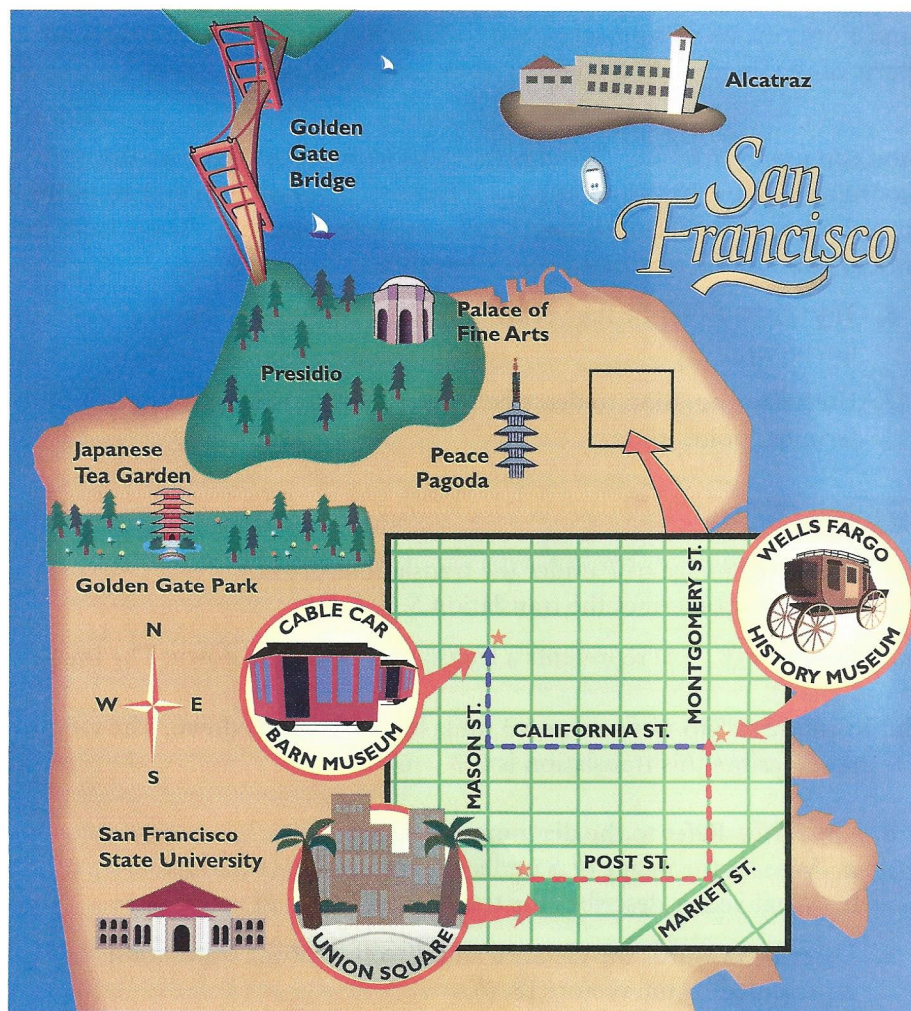 Alcatraz
Golden
Gate
Bridge
San
Francisco
Palace of
Fine Arts
Presidio
Japanese
Tea Garden
Peace
Pagoda
Golden Gate Park
WELLS FARGO
HISTORY MUSEUM
MONTGOMERY ST.
CABLE CAR
BARN MUSEUM
N
W
E
S
MASON ST.
CALIFORNIA ST.
San Francisco
State University
POST ST.
MARKET ST.
UNION SQUARE